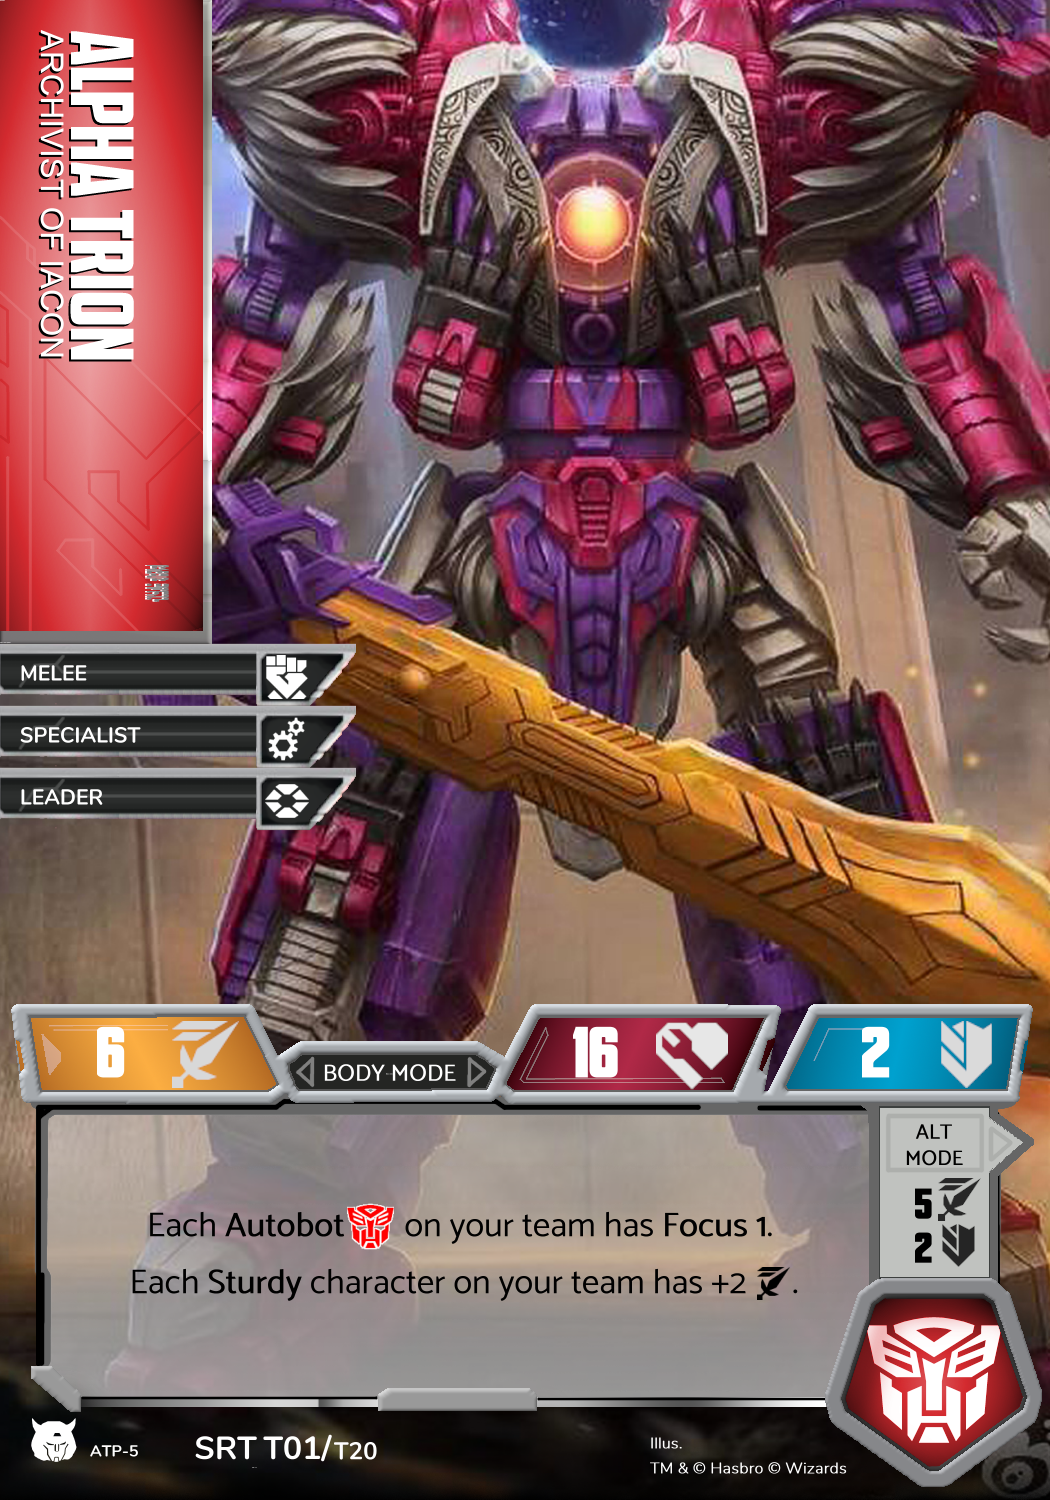 ALPHA TRION
ARCHIVIST OF IACON
MELEE
SPECIALIST
LEADER
6
BODY MODE
16
2
ALT
MODE
5
2
Each Autobot on your team has Focus 1.
Each Sturdy character on your team has +2 .
ATP-5
SRT T01/T20
Illus.
TM & © Hasbro © Wizards